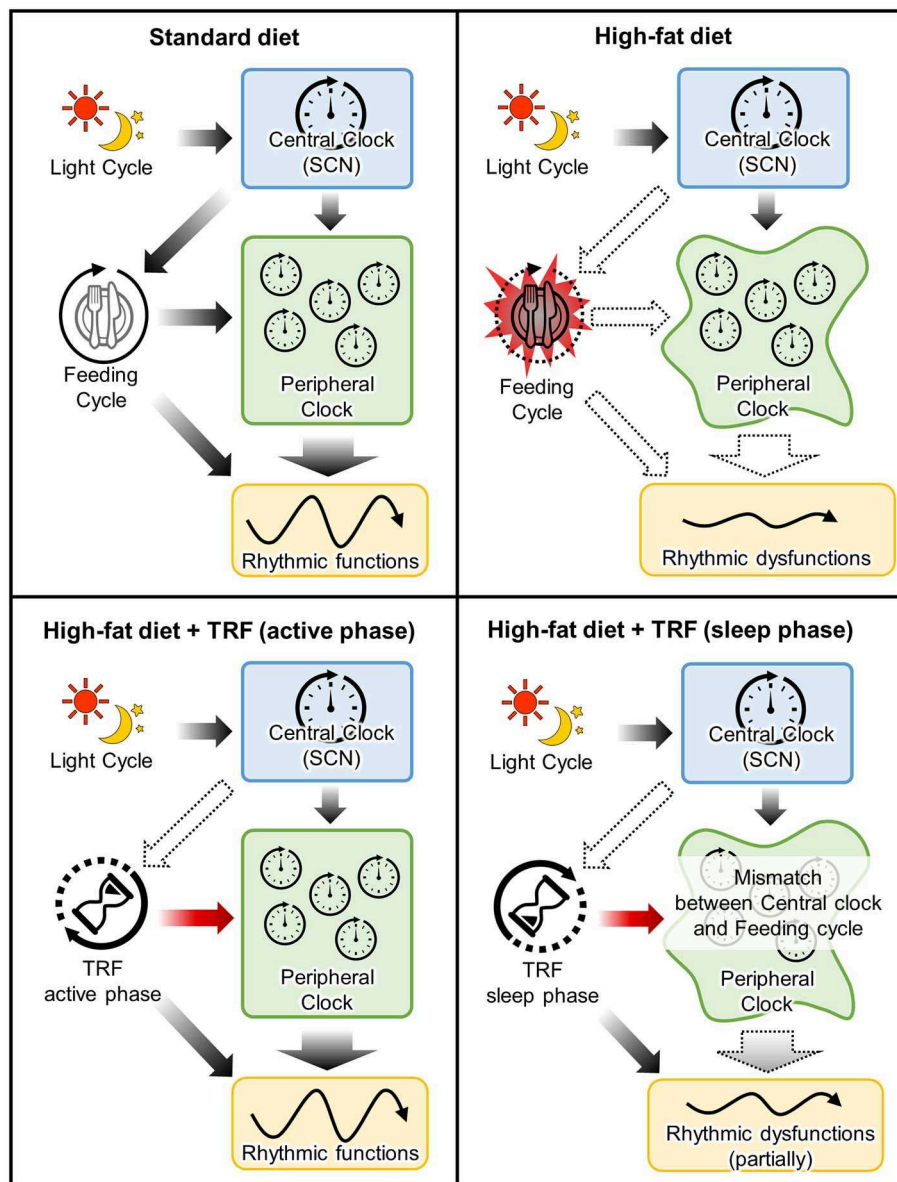 Standard diet
Light Cycle
Central Clock
(SCN)
Feeding
Cycle
Peripheral
Clock
Rhythmic functions
High-fat diet
Light Cycle
Central Clock
(SCN)
Feeding
Cycle
Peripheral
Clock
Rhythmic dysfunctions
High-fat diet + TRF (active phase)
Light Cycle
Central Clock
(SCN)
TRF
active phase
Peripheral
Clock
Rhythmic functions
High-fat diet + TRF (sleep phase)
Light Cycle
Central Clock
(SCN)
Mismatch
between Central clock
and Feeding cycle
TRF
sleep phase
Peripheral
Clock
Rhythmic dysfunctions
(partially)